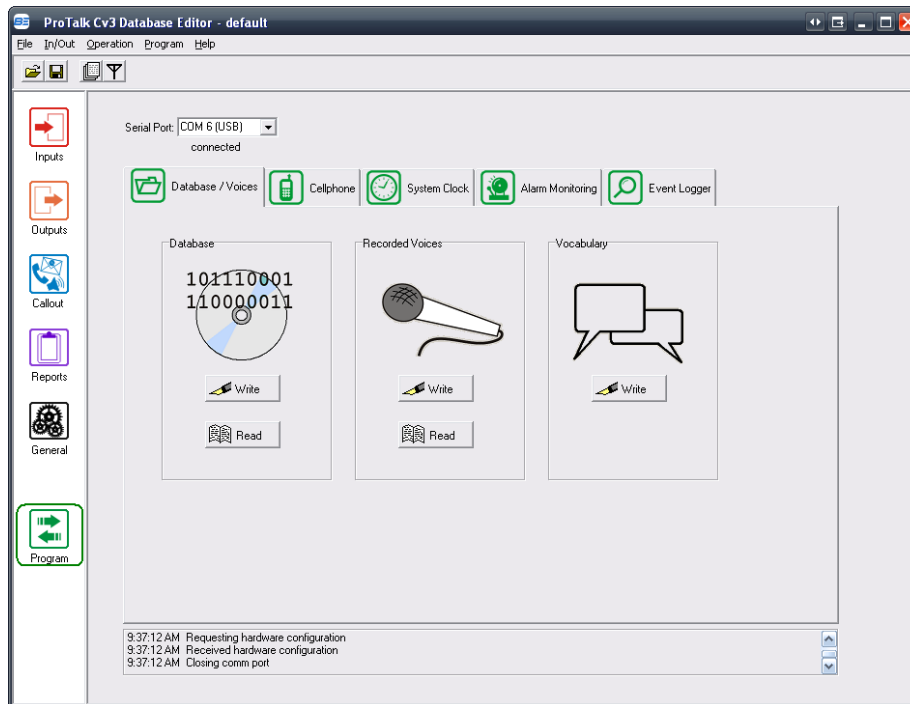 ProTalk Cv3 Database Editor - default
File In/Out Operation Program Help
Inputs
Outputs
Callout
Reports
General
Program
Serial Port: COM 6 (USB)
connected
Database / Voices Cellphone System Clock Alarm Monitoring Event Logger
Database Recorded Voices Vocabulary
101110001
110000011
Write Write Write
Read Read
9:37:12 AM Requesting hardware configuration
9:37:12 AM Received hardware configuration
9:37:12 AM Closing comm port